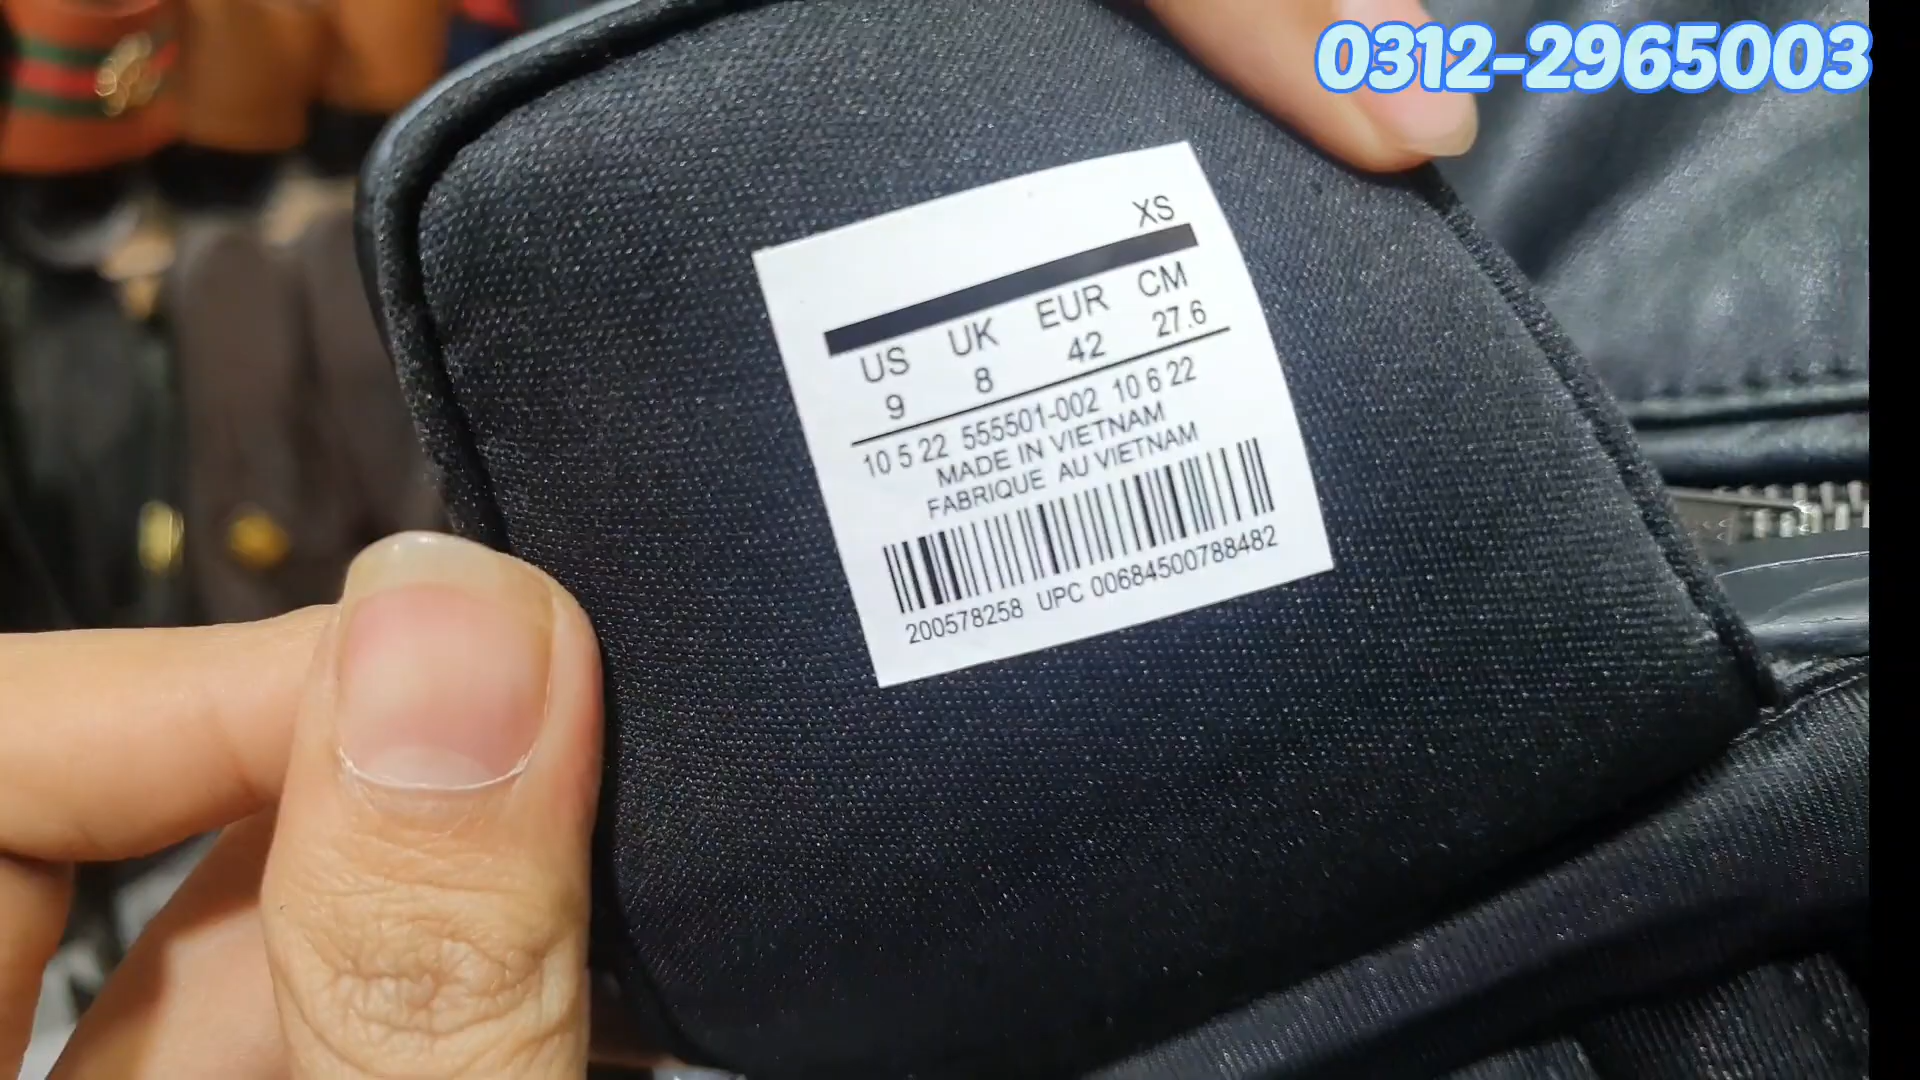 0312-2965003
XS
US UK EUR CM
9 8 42 27.6
10 5 22 555501-002 10 6 22
MADE IN VIETNAM
FABRIQUE AU VIETNAM
200578258 UPC 00684500788482